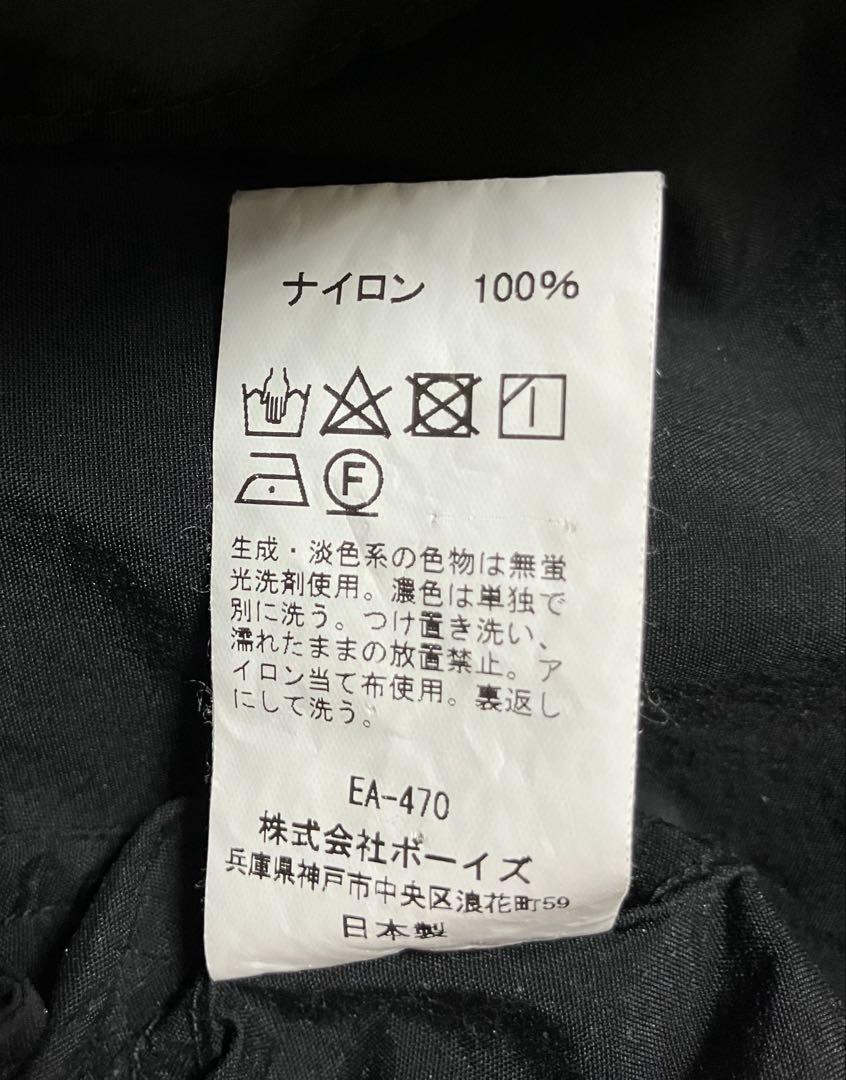 ナイロン 100%
F
生成・淡色系の色物は無蛍
光洗剤使用。濃色は単独で
別に洗う。つけ置き洗い、
濡れたままの放置禁止。ア
イロン当て布使用。裏返し
にして洗う。
EA-470
株式会社ボーイズ
兵庫県神戸市中央区浪花町59
日本製